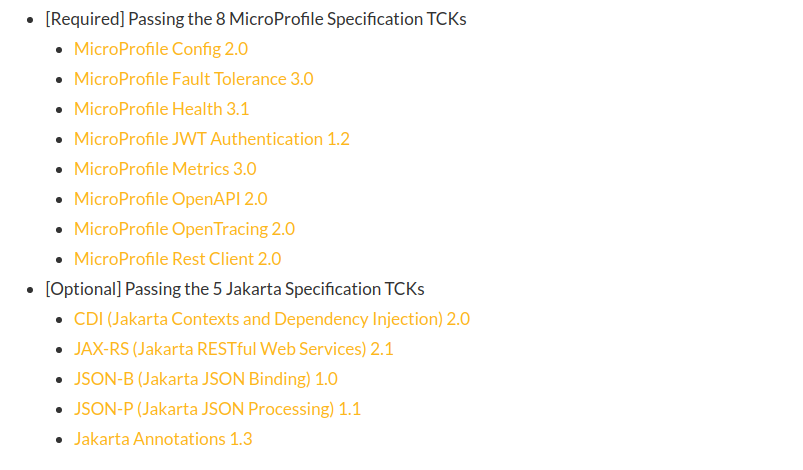 [Required] Passing the 8 MicroProfile Specification TCKs
MicroProfile Config 2.0
MicroProfile Fault Tolerance 3.0
MicroProfile Health 3.1
MicroProfile JWT Authentication 1.2
MicroProfile Metrics 3.0
MicroProfile OpenAPI 2.0
MicroProfile OpenTracing 2.0
MicroProfile Rest Client 2.0
[Optional] Passing the 5 Jakarta Specification TCKs
CDI (Jakarta Contexts and Dependency Injection) 2.0
JAX-RS (Jakarta RESTful Web Services) 2.1
JSON-B (Jakarta JSON Binding) 1.0
JSON-P (Jakarta JSON Processing) 1.1
Jakarta Annotations 1.3